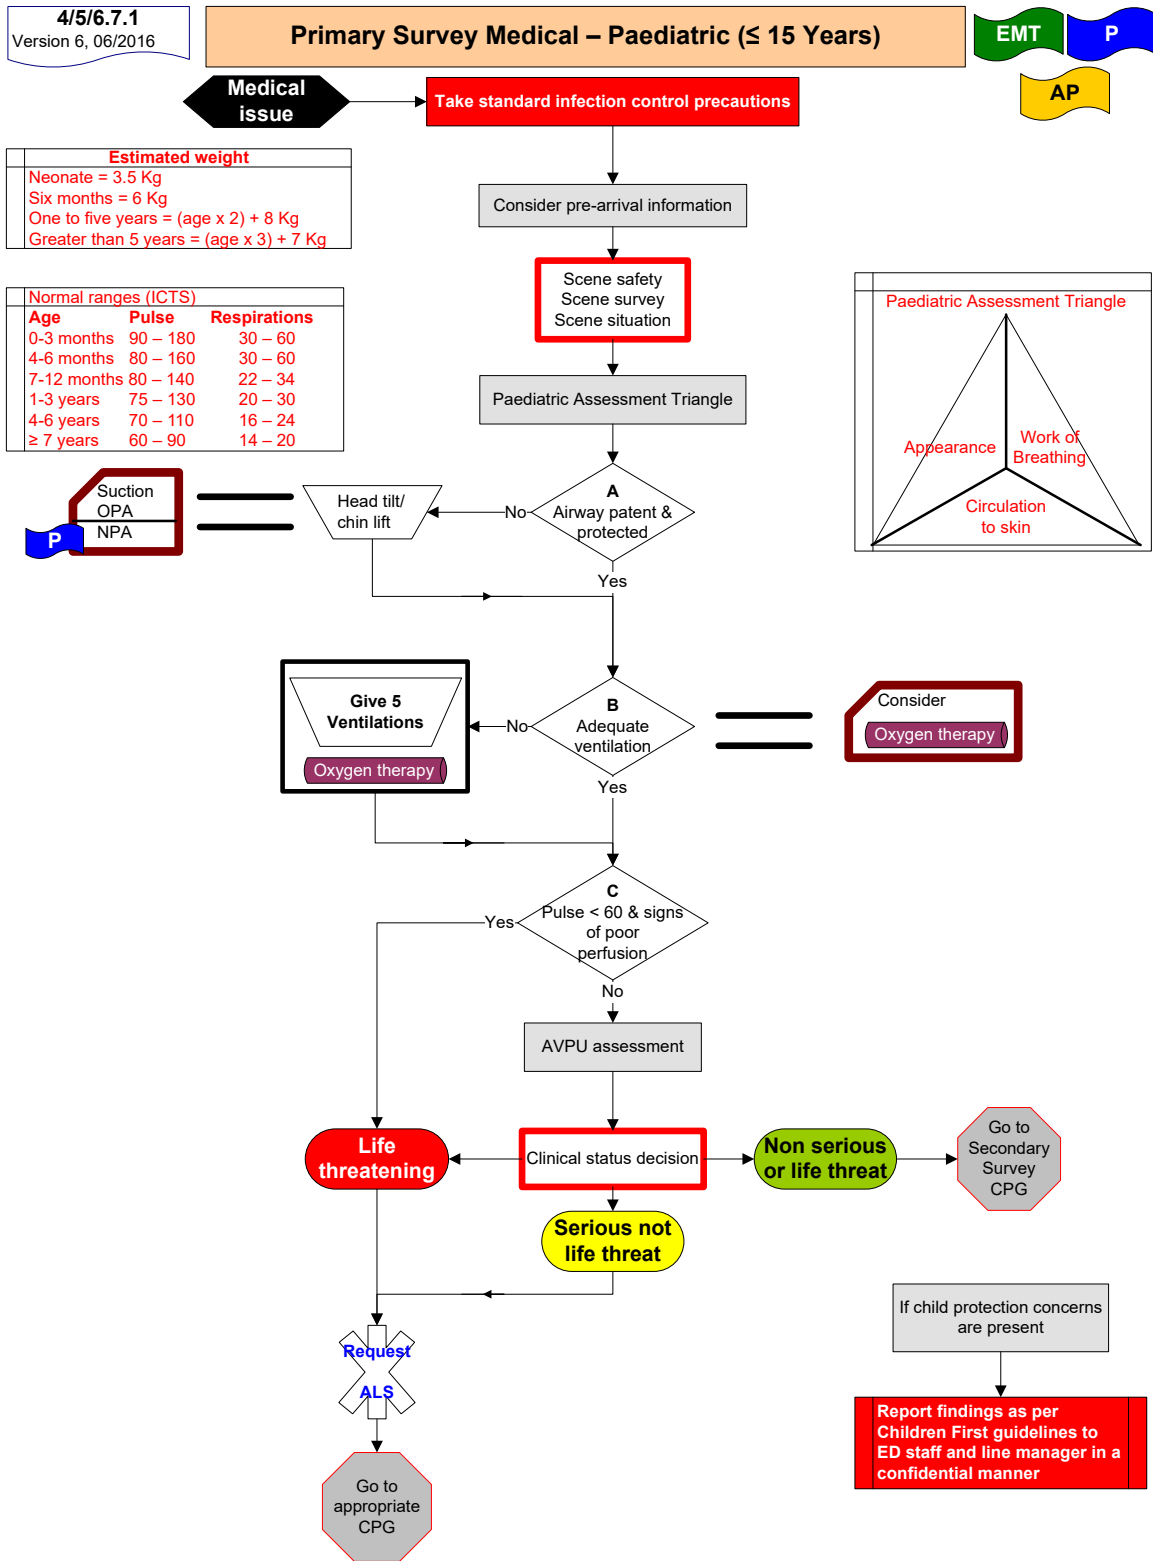 4/5/6.7.1
Version 6, 06/2016
Primary Survey Medical – Paediatric (≤ 15 Years)
EMT
P
AP
Medical
issue
Take standard infection control precautions
Estimated weight
Neonate = 3.5 Kg
Six months = 6 Kg
One to five years = (age x 2) + 8 Kg
Greater than 5 years = (age x 3) + 7 Kg
Consider pre-arrival information
Scene safety
Scene survey
Scene situation
Normal ranges (ICTS)
Age Pulse Respirations
0-3 months 90 – 180 30 – 60
4-6 months 80 – 160 30 – 60
7-12 months 80 – 140 22 – 34
1-3 years 75 – 130 20 – 30
4-6 years 70 – 110 16 – 24
≥ 7 years 60 – 90 14 – 20
Paediatric Assessment Triangle
Appearance
Work of
Breathing
Circulation
to skin
Paediatric Assessment Triangle
A
Airway patent &
protected
No
Head tilt/
chin lift
Suction
OPA
NPA
P
Yes
B
Adequate
ventilation
No
Give 5
Ventilations
Oxygen therapy
Consider
Oxygen therapy
Yes
C
Pulse < 60 & signs
of poor
perfusion
Yes
No
AVPU assessment
Life
threatening
Clinical status decision
Non serious
or life threat
Go to
Secondary
Survey
CPG
Serious not
life threat
Request
ALS
Go to
appropriate
CPG
If child protection concerns
are present
Report findings as per
Children First guidelines to
ED staff and line manager in a
confidential manner